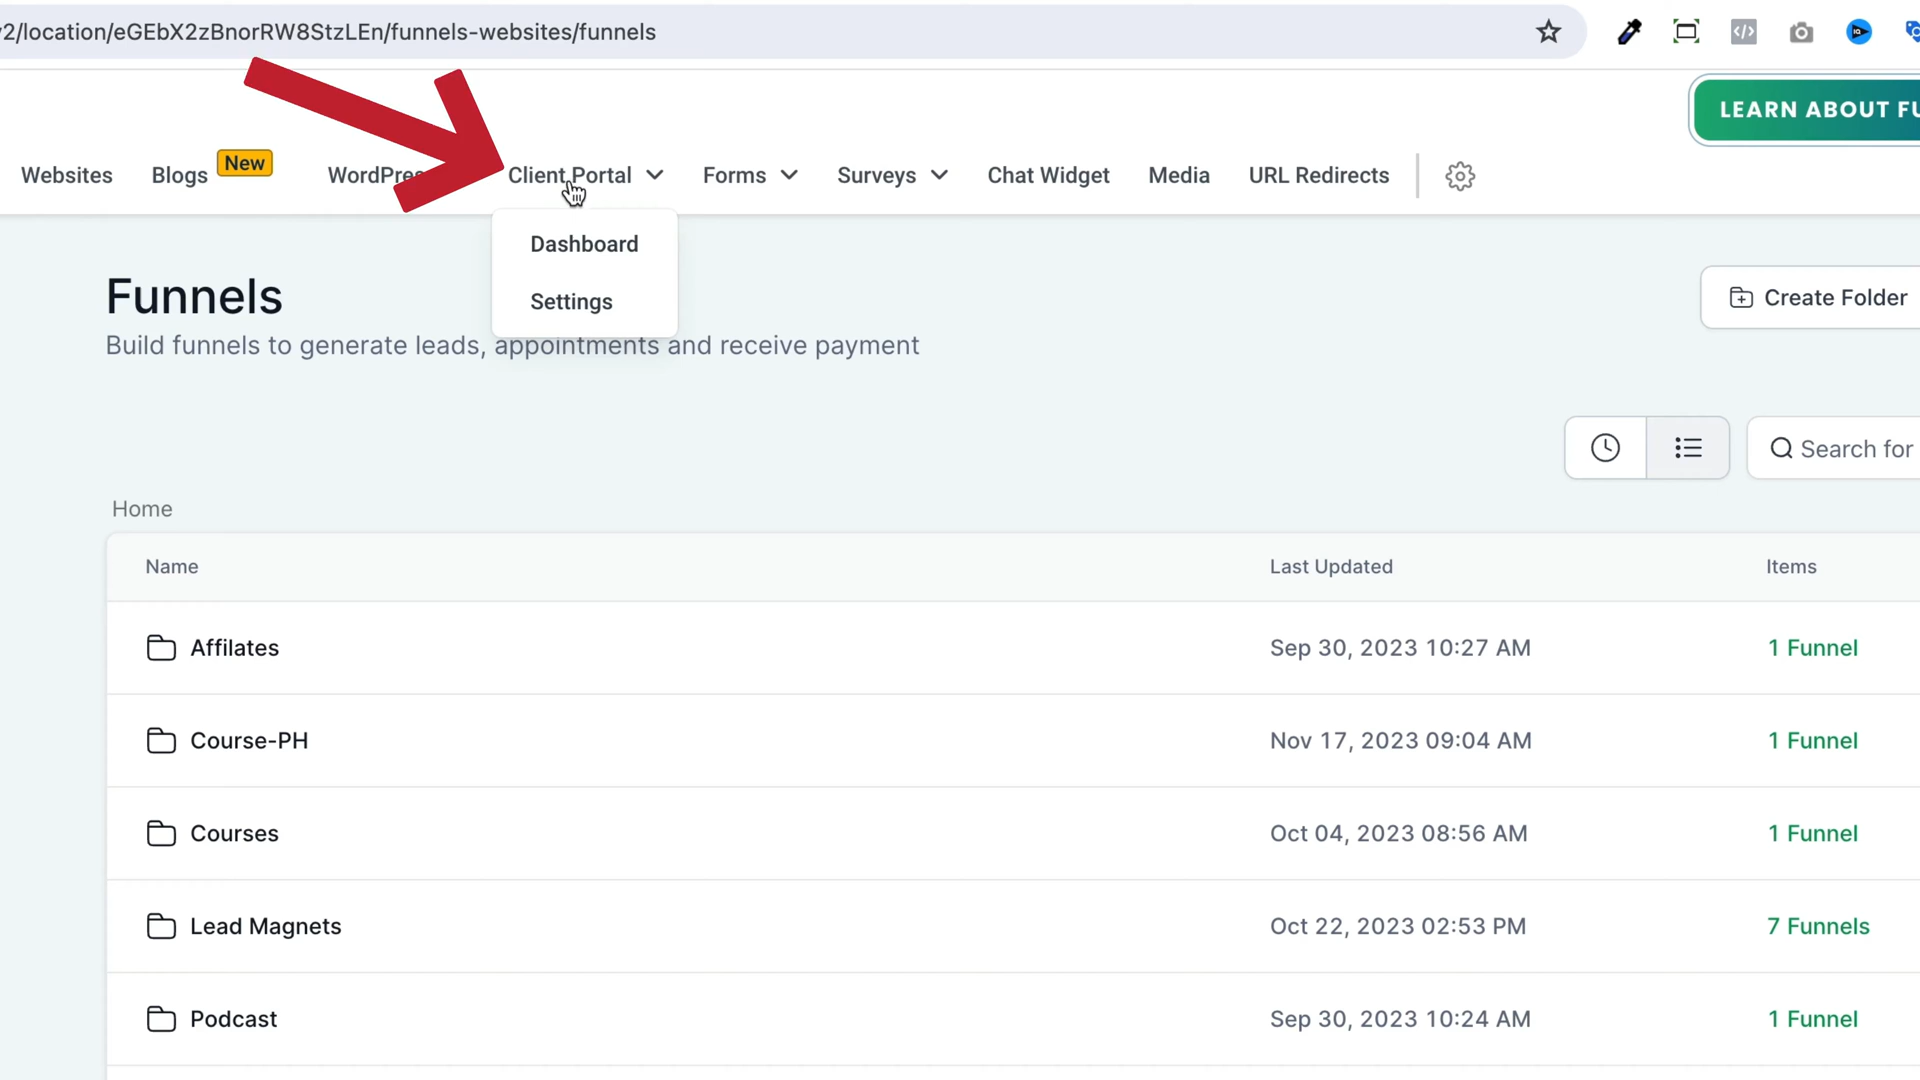 /location/eGEbX2zBnorRW8StzLEn/funnels-websites/funnels
LEARN ABOUT
Websites
Blogs
New
Client Portal
Forms
Surveys
Chat Widget
Media
URL Redirects
Dashboard
Settings
Funnels
Build funnels to generate leads, appointments and receive payment
Create Folder
Search for
Home
Name Last Updated Items
Affilates Sep 30, 2023 10:27 AM 1 Funnel
Course-PH Nov 17, 2023 09:04 AM 1 Funnel
Courses Oct 04, 2023 08:56 AM 1 Funnel
Lead Magnets Oct 22, 2023 02:53 PM 7 Funnels
Podcast Sep 30, 2023 10:24 AM 1 Funnel